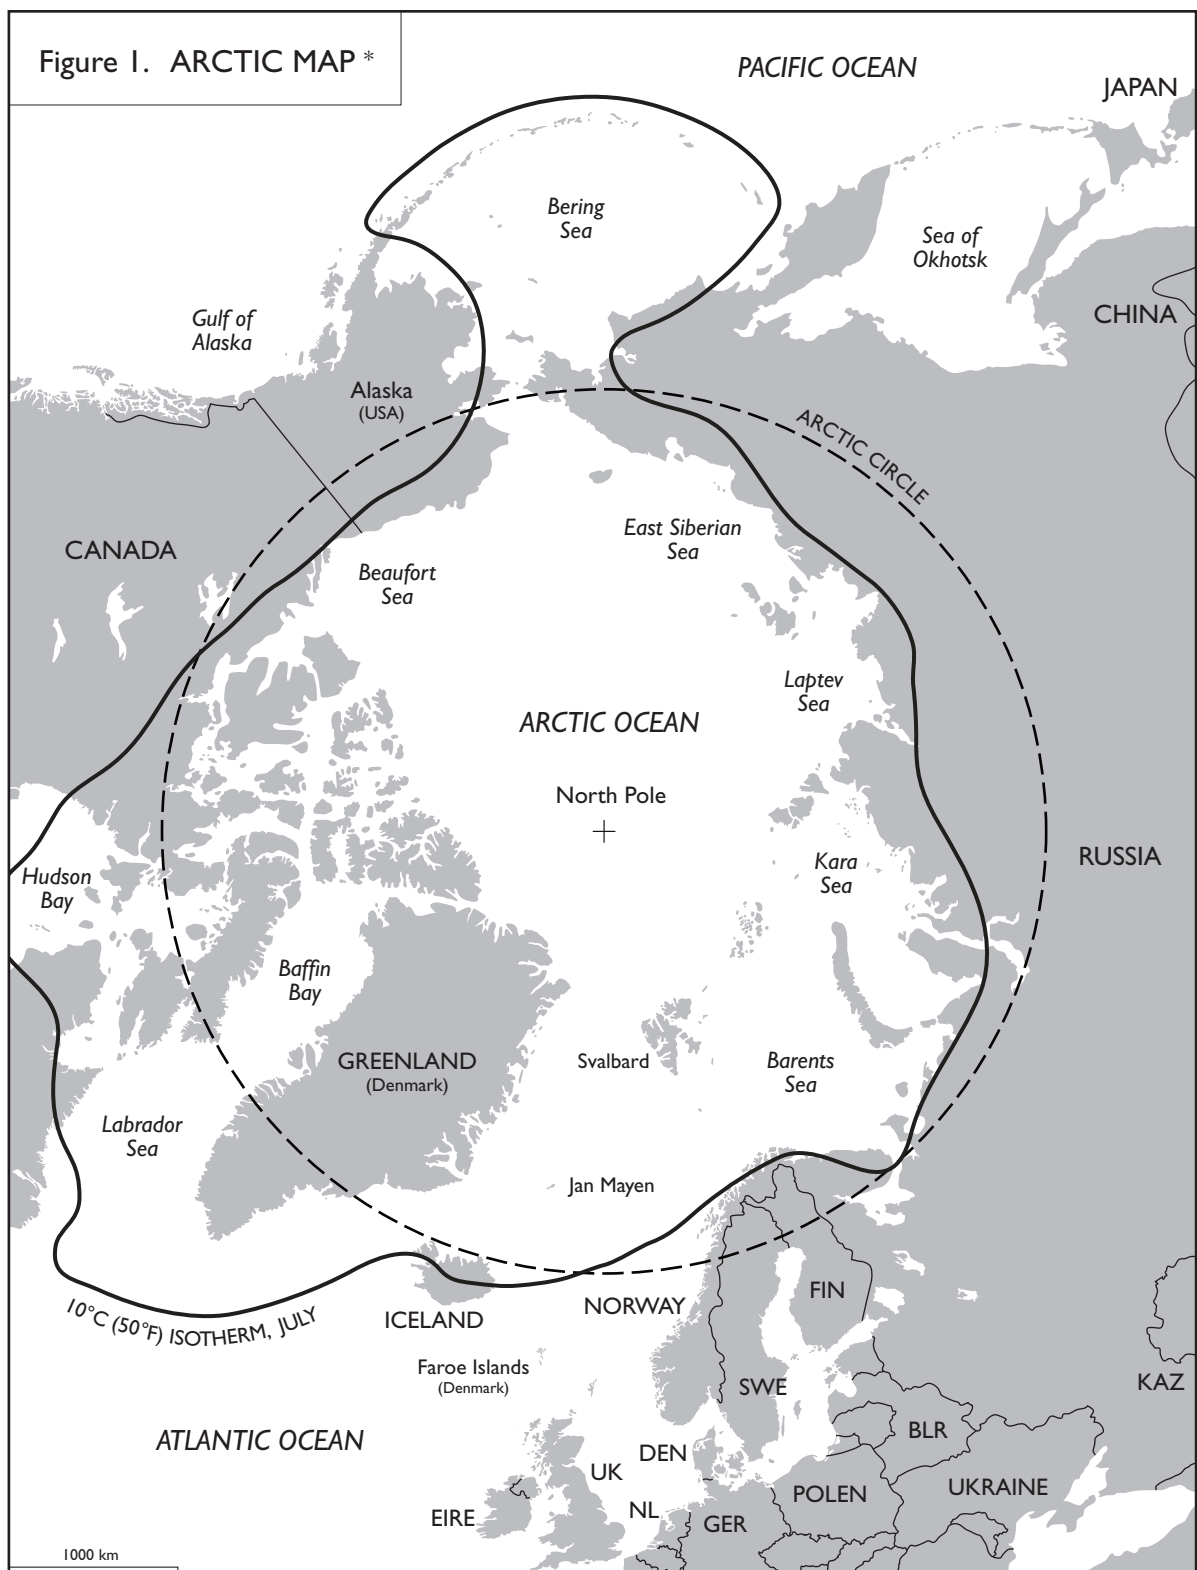 Figure 1. ARCTIC MAP *
PACIFIC OCEAN
JAPAN
Bering
Sea
Sea of
Okhotsk
CHINA
Gulf of
Alaska
Alaska
(USA)
ARCTIC CIRCLE
CANADA
East Siberian
Sea
Beaufort
Sea
Laptev
Sea
ARCTIC OCEAN
North Pole
RUSSIA
Kara
Sea
Hudson
Bay
Baffin
Bay
GREENLAND
(Denmark)
Svalbard
Barents
Sea
Labrador
Sea
Jan Mayen
10°C (50°F) ISOTHERM, JULY
ICELAND
NORWAY
FIN
Faroe Islands
(Denmark)
SWE
KAZ
ATLANTIC OCEAN
BLR
DEN
UK
POLEN
UKRAINE
EIRE
NL
GER
1000 km